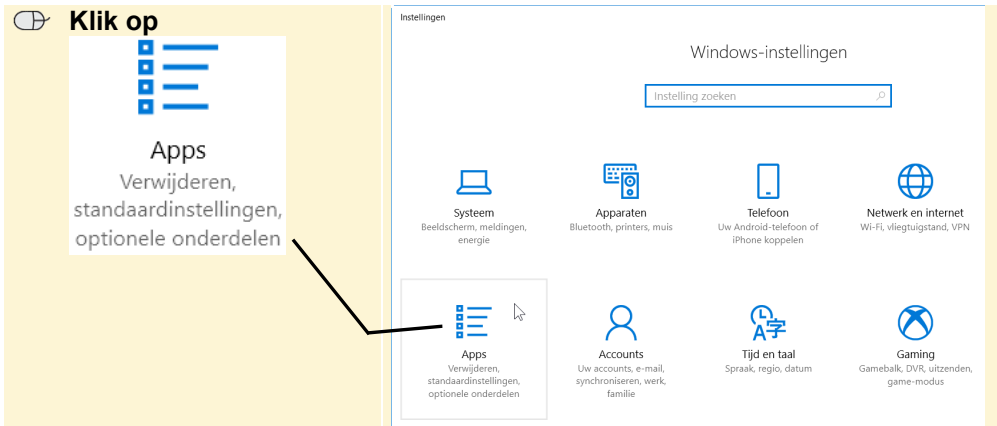 Klik op
Apps
Verwijderen,
standaardinstellingen,
optionele onderdelen
Instellingen
Windows-instellingen
Instelling zoeken
Systeem
Beeldscherm, meldingen,
energie
Apparaten
Bluetooth, printers, muis
Telefoon
Uw Android-telefoon of
iPhone koppelen
Netwerk en internet
Wi-Fi, vliegtuigstand, VPN
Apps
Verwijderen,
standaardinstellingen,
optionele onderdelen
Accounts
Uw accounts, e-mail,
synchroniseren, werk,
familie
Tijd en taal
Spraak, regio, datum
Gaming
Gamebalk, DVR, uitzenden,
game-modus